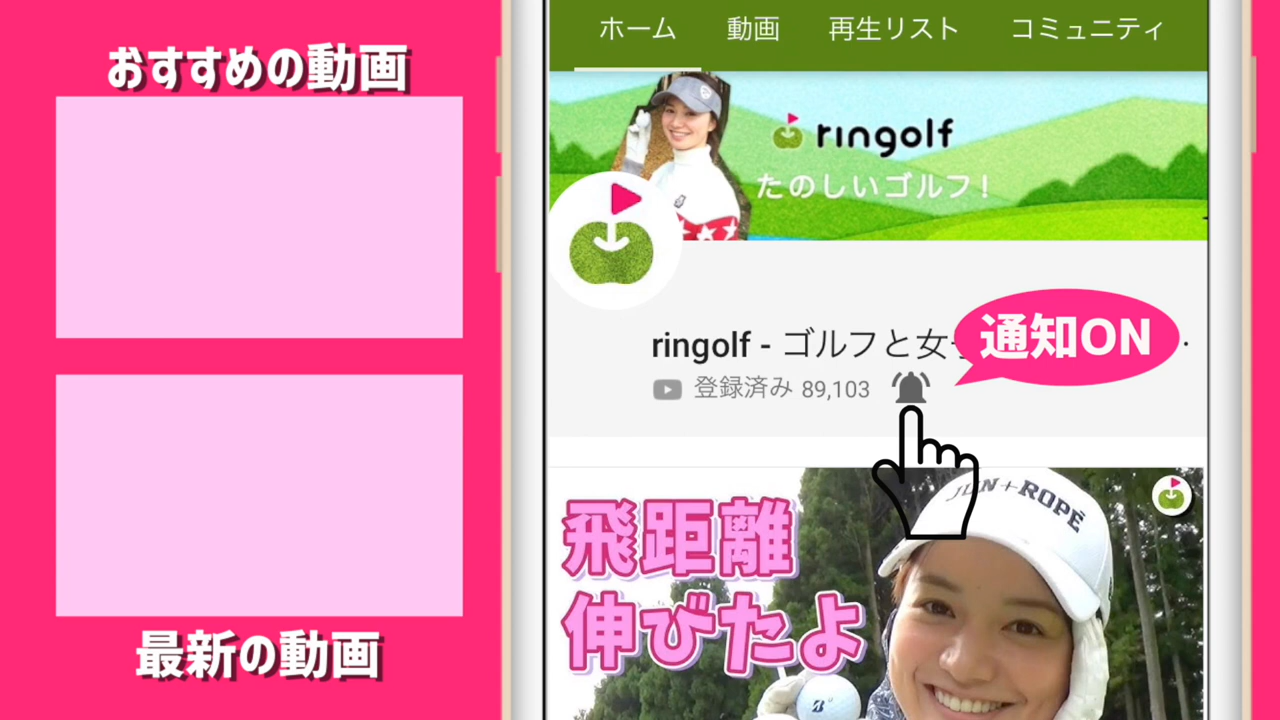 おすすめの動画
最新の動画
ホーム 動画 再生リスト コミュニティ
ringolf
たのしいゴルフ!
ringolf - ゴルフと女
通知ON
登録済み 89,103
JUN+ROPÉ
飛距離
伸びたよ
B